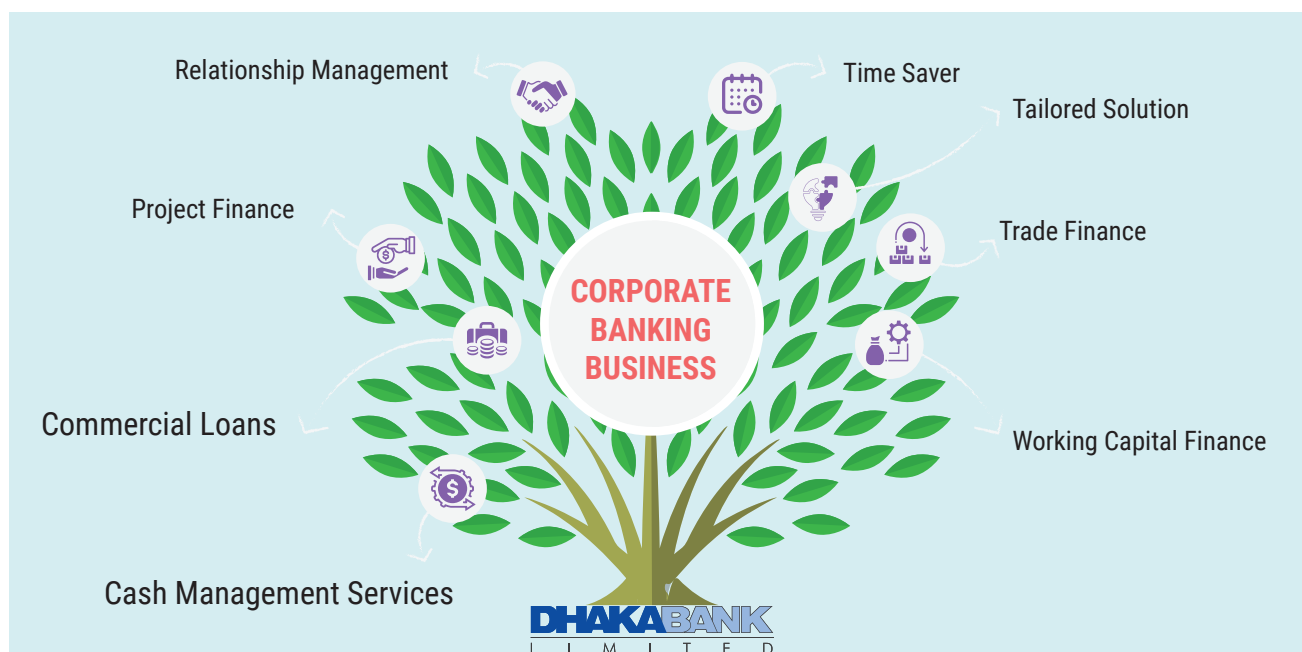 Relationship Management
Time Saver
Tailored Solution
Project Finance
Trade Finance
CORPORATE
BANKING
BUSINESS
Commercial Loans
Working Capital Finance
Cash Management Services
DHAKABANK
LIMITED